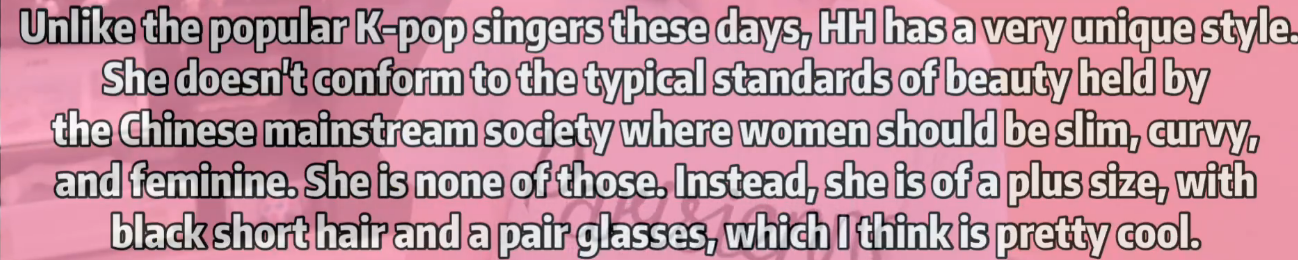 Unlike the popular K-pop singers these days, HH has a very unique style.
She doesn't conform to the typical standards of beauty held by
the Chinese mainstream society where women should be slim, curvy,
and feminine. She is none of those. Instead, she is of a plus size, with
black short hair and a pair glasses, which I think is pretty cool.